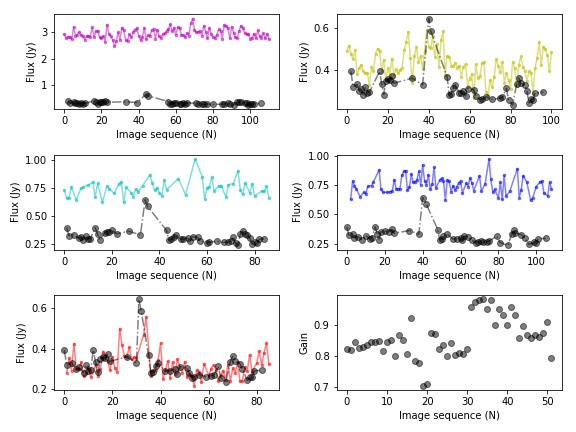 Flux (Jy)
3
2
1
0 20 40 60 80 100
Image sequence (N)
Flux (Jy)
0.6
0.4
0 20 40 60 80 100
Image sequence (N)
Flux (Jy)
1.00
0.75
0.50
0.25
0 20 40 60 80
Image sequence (N)
Flux (Jy)
1.00
0.75
0.50
0.25
0 20 40 60 80 100
Image sequence (N)
Flux (Jy)
0.6
0.4
0.2
0 20 40 60 80
Image sequence (N)
Gain
0.9
0.8
0.7
0 10 20 30 40 50
Image sequence (N)